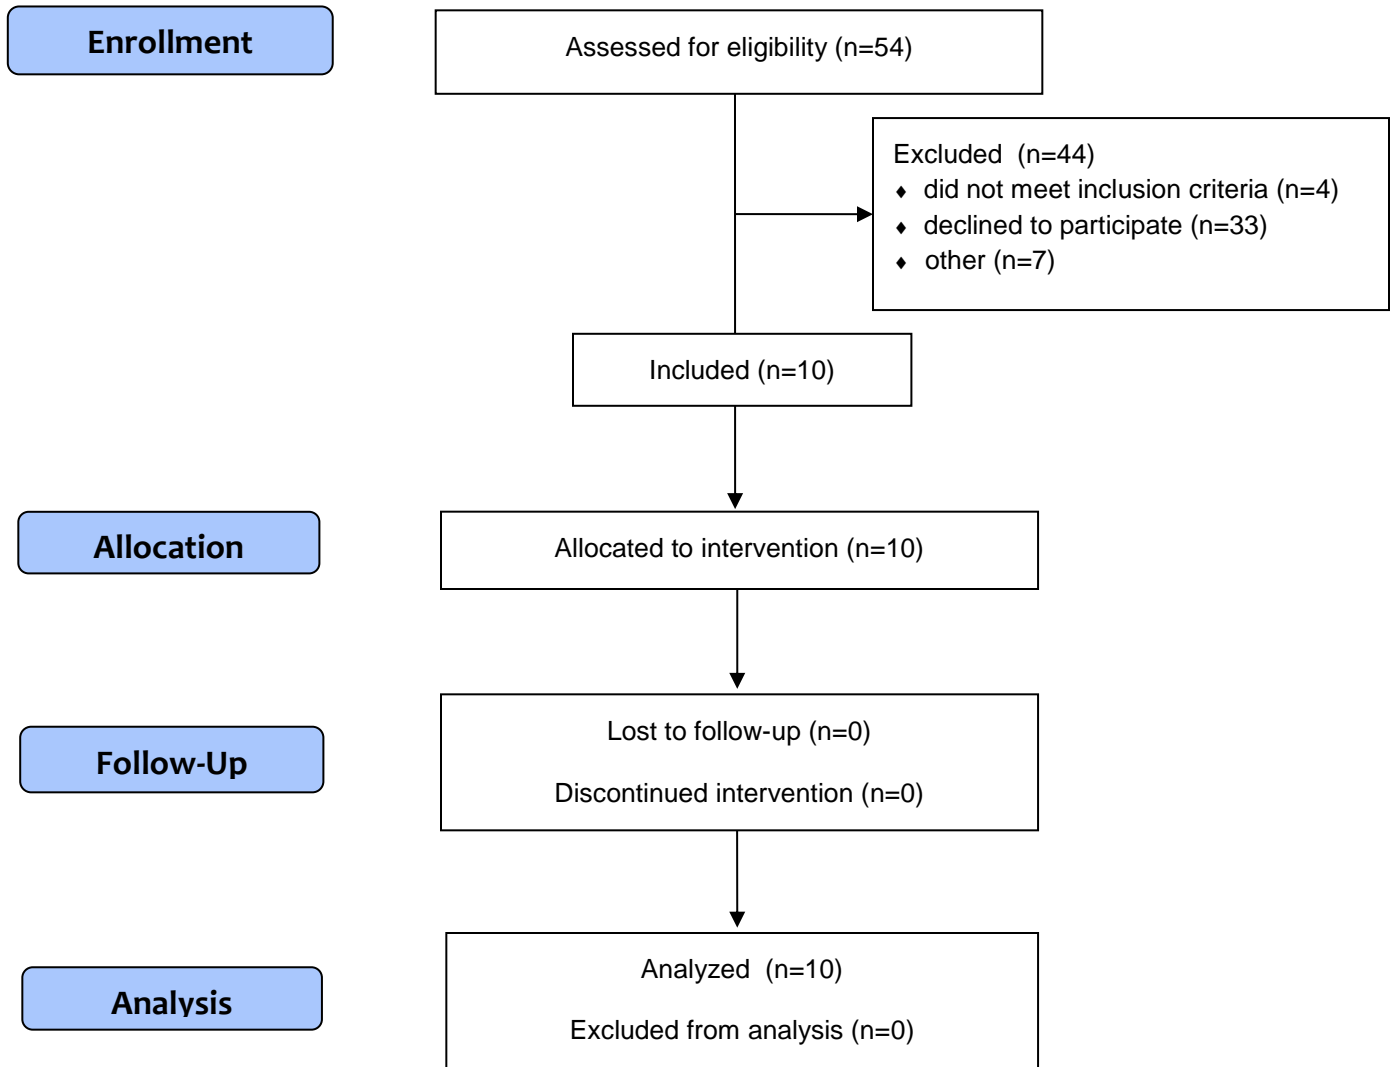 Enrollment
Assessed for eligibility (n=54)
Excluded (n=44)
♦ did not meet inclusion criteria (n=4)
♦ declined to participate (n=33)
♦ other (n=7)
Included (n=10)
Allocation
Allocated to intervention (n=10)
Follow-Up
Lost to follow-up (n=0)
Discontinued intervention (n=0)
Analysis
Analyzed (n=10)
Excluded from analysis (n=0)